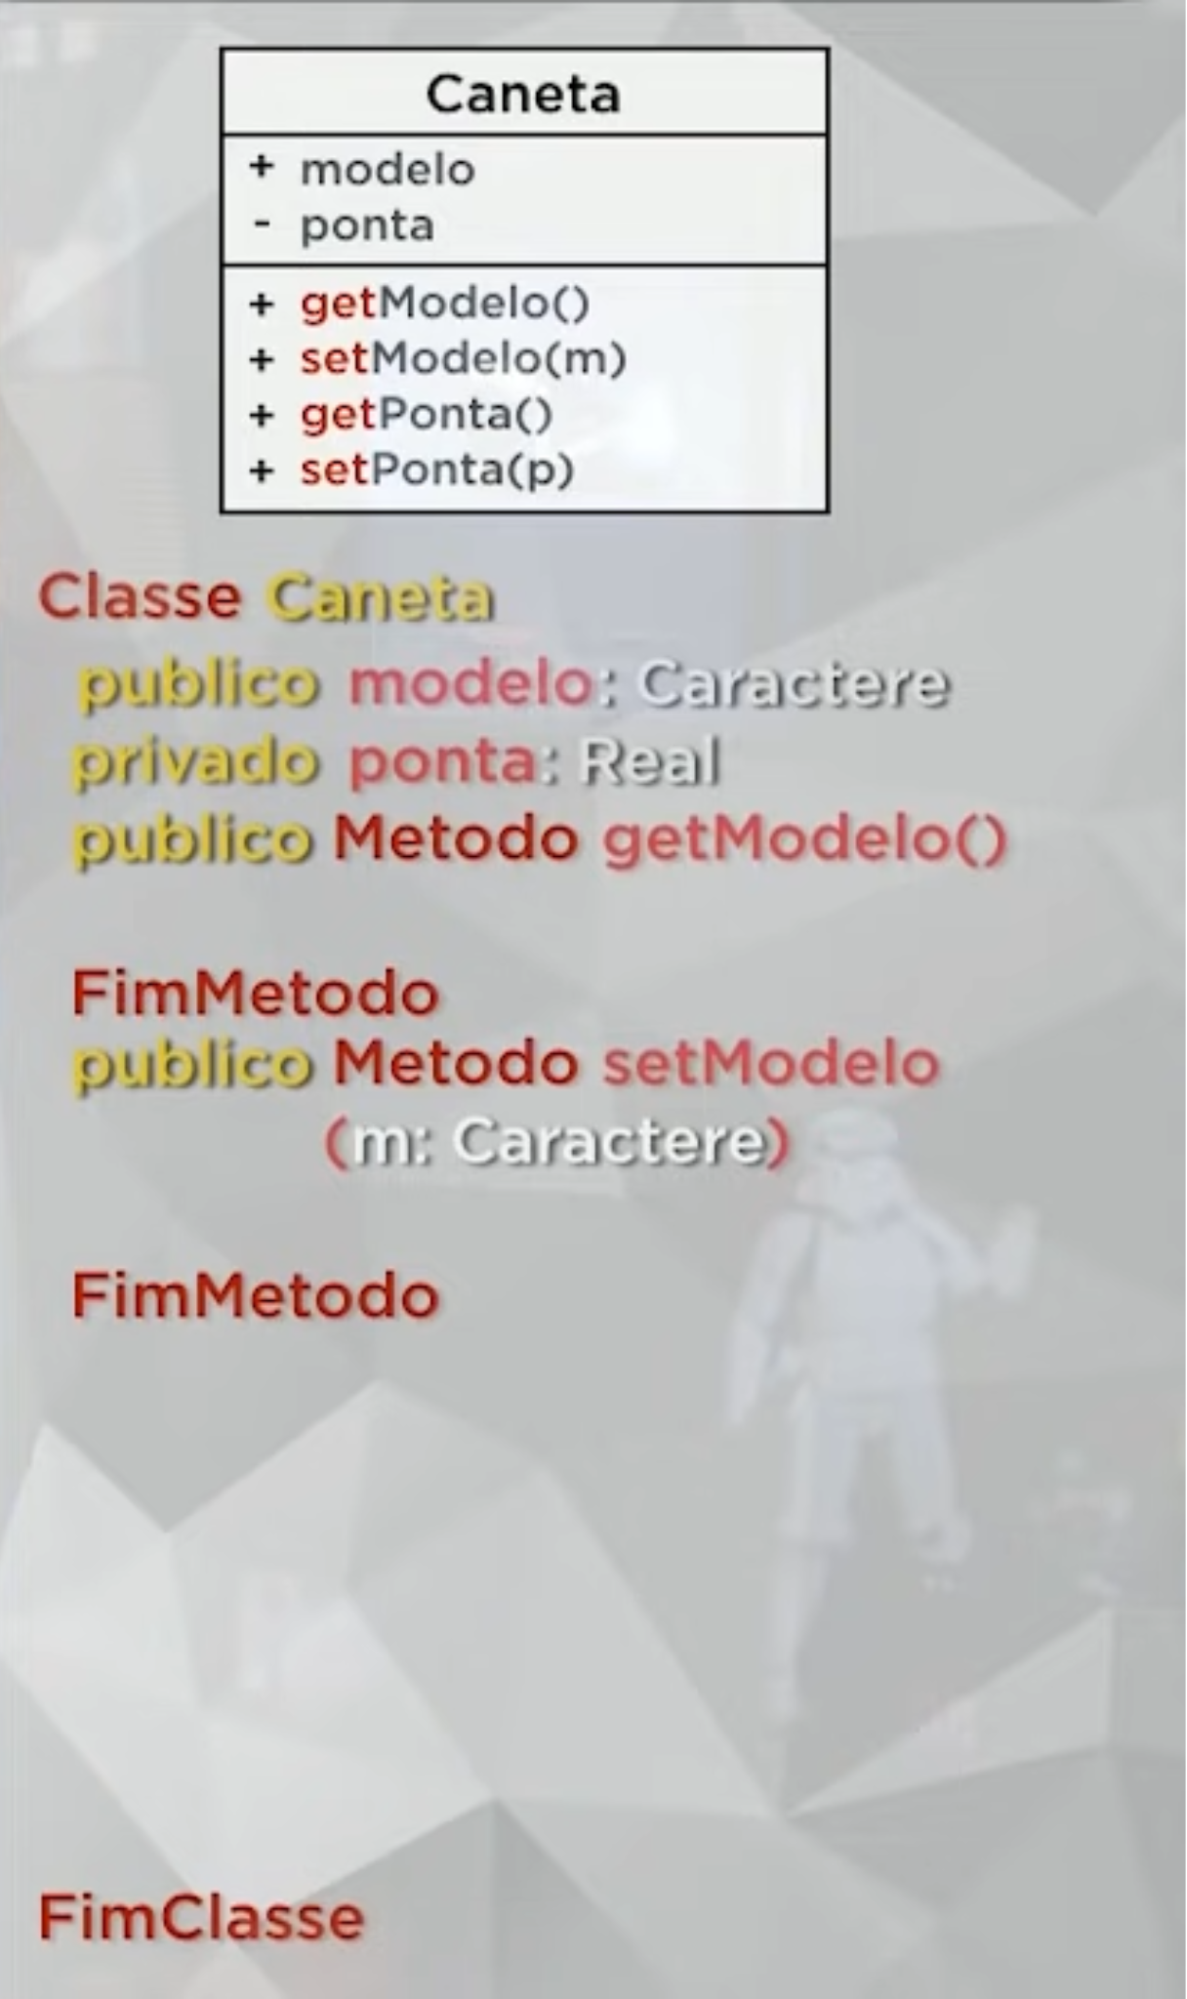 Caneta
+ modelo
- ponta
+ getModelo()
+ setModelo(m)
+ getPonta()
+ setPonta(p)
Classe Caneta
publico modelo: Caractere
privado ponta: Real
publico Metodo getModelo()
FimMetodo
publico Metodo setModelo
(m: Caractere)
FimMetodo
FimClasse